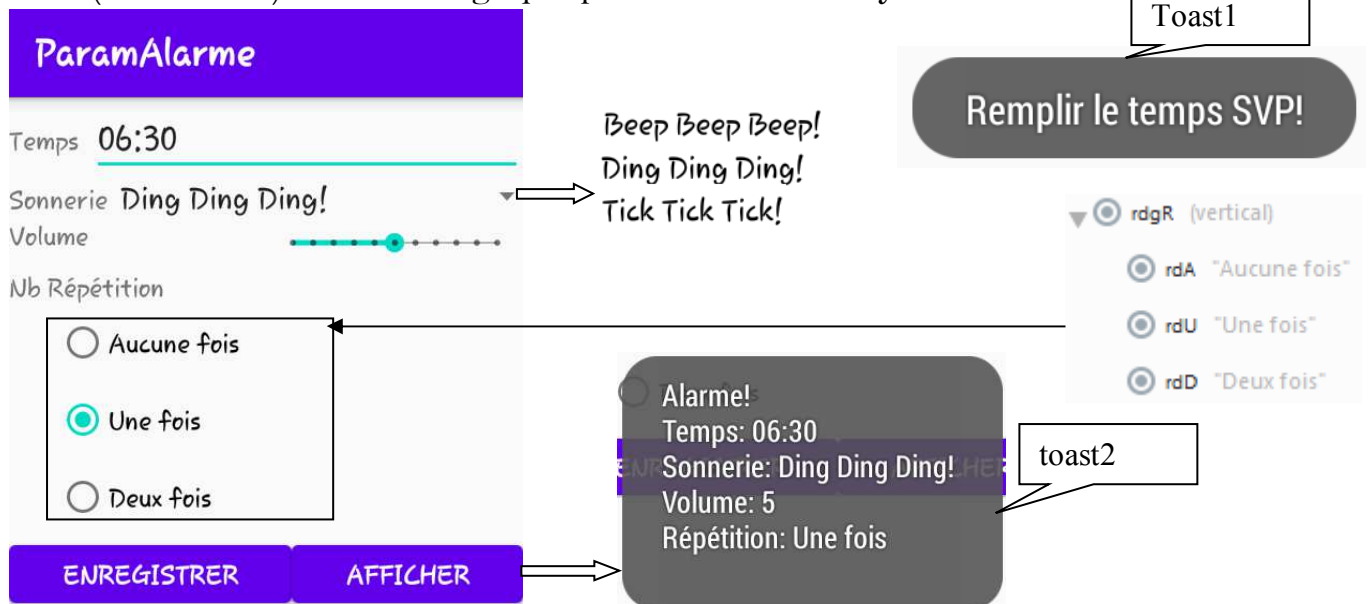 Toast1
ParamAlarme
Remplir le temps SVP!
Temps 06:30
Beep Beep Beep!
Ding Ding Ding!
Tick Tick Tick!
Sonnerie Ding Ding Ding!
Volume
Nb Répétition
Aucune fois
Une fois
Deux fois
rdgR (vertical)
rdA "Aucune fois"
rdU "Une fois"
rdD "Deux fois"
Alarme!
Temps: 06:30
Sonnerie: Ding Ding Ding!
Volume: 5
Répétition: Une fois
toast2
ENREGISTRER AFFICHER